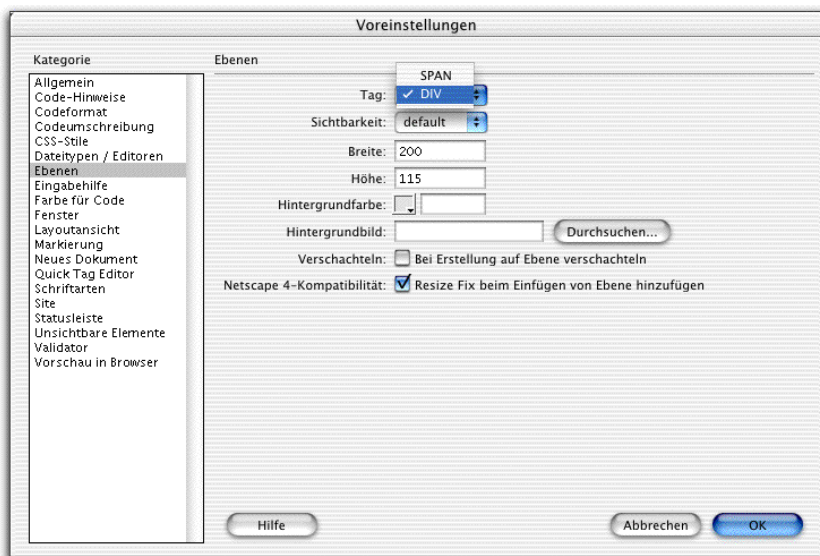 Voreinstellungen
Kategorie
Allgemein
Code-Hinweise
Codeformat
Codeumschreibung
CSS-Stile
Dateitypen / Editoren
Ebenen
Eingabehilfe
Farbe für Code
Fenster
Layoutansicht
Markierung
Neues Dokument
Quick Tag Editor
Schriftarten
Site
Statusleiste
Unsichtbare Elemente
Validator
Vorschau in Browser
Ebenen
SPAN
Tag: ✓ DIV
Sichtbarkeit: default
Breite: 200
Höhe: 115
Hintergrundfarbe:
Hintergrundbild: Durchsuchen...
Verschachteln: Bei Erstellung auf Ebene verschachteln
Netscape 4-Kompatibilität: Resize Fix beim Einfügen von Ebene hinzufügen
Hilfe Abbrechen OK